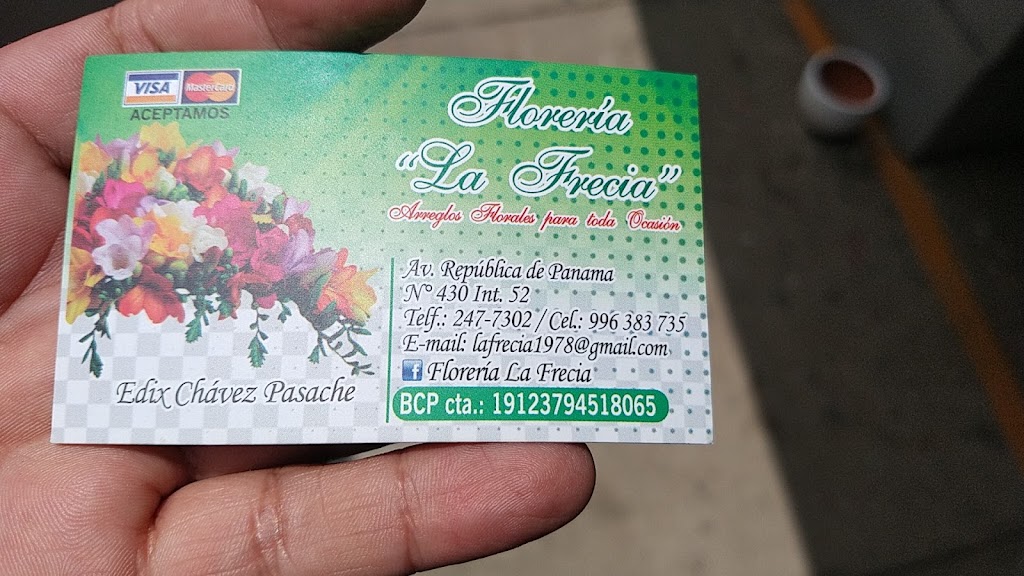 VISA MasterCard
ACEPTAMOS
Florería
"La Frecia"
Arreglos Florales para toda Ocasión
Av. República de Panama
N° 430 Int. 52
Telf.: 247-7302 / Cel.: 996 383 735
E-mail: lafrecia1978@gmail.com
f Florería La Frecia
BCP cta.: 19123794518065
Edix Chávez Pasache